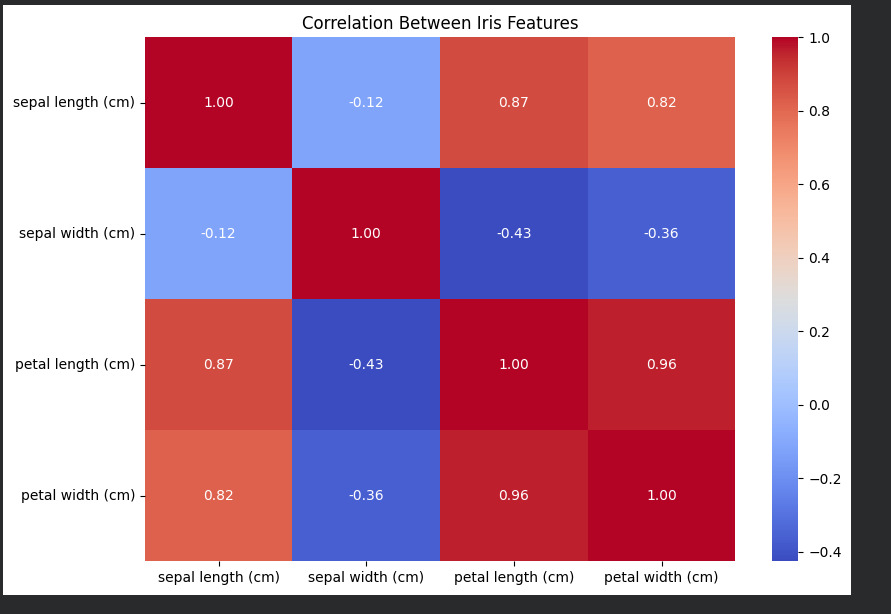 Correlation Between Iris Features
sepal length (cm)
1.00 -0.12 0.87 0.82
sepal width (cm)
-0.12 1.00 -0.43 -0.36
petal length (cm)
0.87 -0.43 1.00 0.96
petal width (cm)
0.82 -0.36 0.96 1.00
sepal length (cm) sepal width (cm) petal length (cm) petal width (cm)
1.0
0.8
0.6
0.4
0.2
0.0
−0.2
−0.4